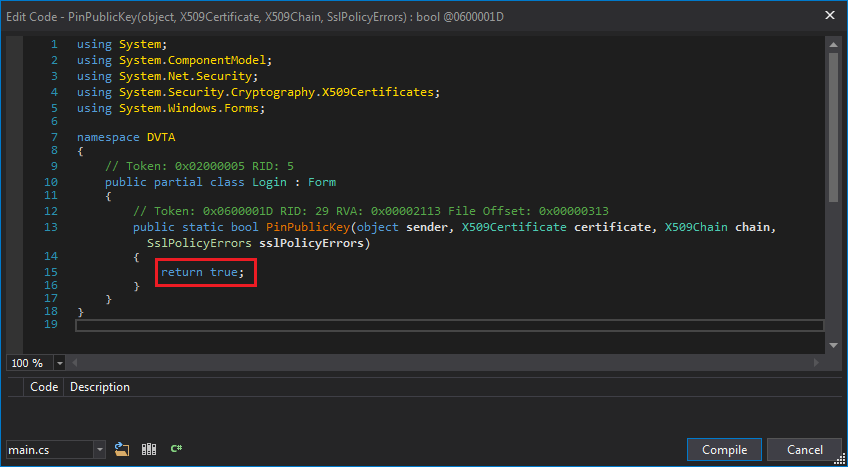 Edit Code - PinPublicKey(object, X509Certificate, X509Chain, SslPolicyErrors) : bool @0600001D
1 using System;
2 using System.ComponentModel;
3 using System.Net.Security;
4 using System.Security.Cryptography.X509Certificates;
5 using System.Windows.Forms;
6
7 namespace DVTA
8 {
9 // Token: 0x02000005 RID: 5
10 public partial class Login : Form
11 {
12 // Token: 0x0600001D RID: 29 RVA: 0x00002113 File Offset: 0x00000313
13 public static bool PinPublicKey(object sender, X509Certificate certificate, X509Chain chain,
SslPolicyErrors sslPolicyErrors)
14 {
15 return true;
16 }
17 }
18 }
19
100 %
Code Description
main.cs C# Compile Cancel